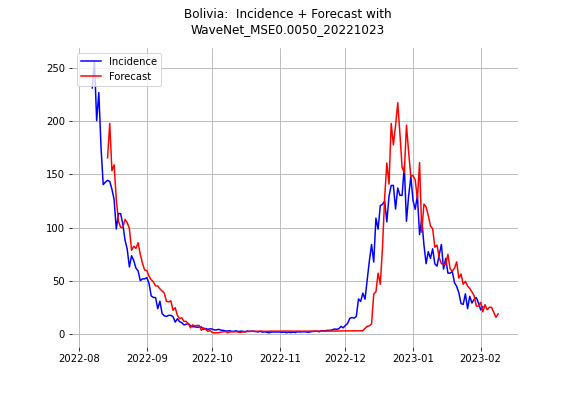 Bolivia:  Incidence + Forecast with
WaveNet_MSE0.0050_20221023
Incidence
Forecast
250
200
150
100
50
0
2022-08 2022-09 2022-10 2022-11 2022-12 2023-01 2023-02